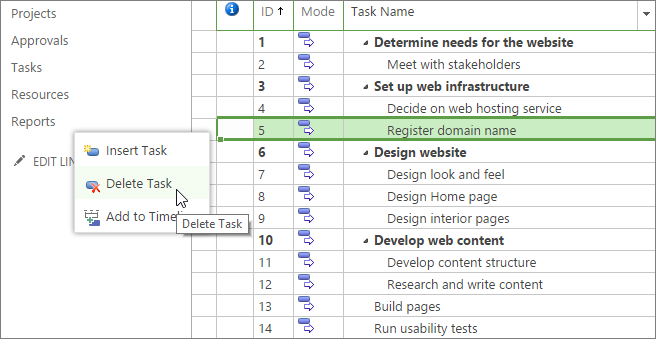 Projects
Approvals
Tasks
Resources
Reports
EDIT LIN
Insert Task
Delete Task
Add to Timeli
Delete Task
ID Mode Task Name
1 Determine needs for the website
2 Meet with stakeholders
3 Set up web infrastructure
4 Decide on web hosting service
5 Register domain name
6 Design website
7 Design look and feel
8 Design Home page
9 Design interior pages
10 Develop web content
11 Develop content structure
12 Research and write content
13 Build pages
14 Run usability tests